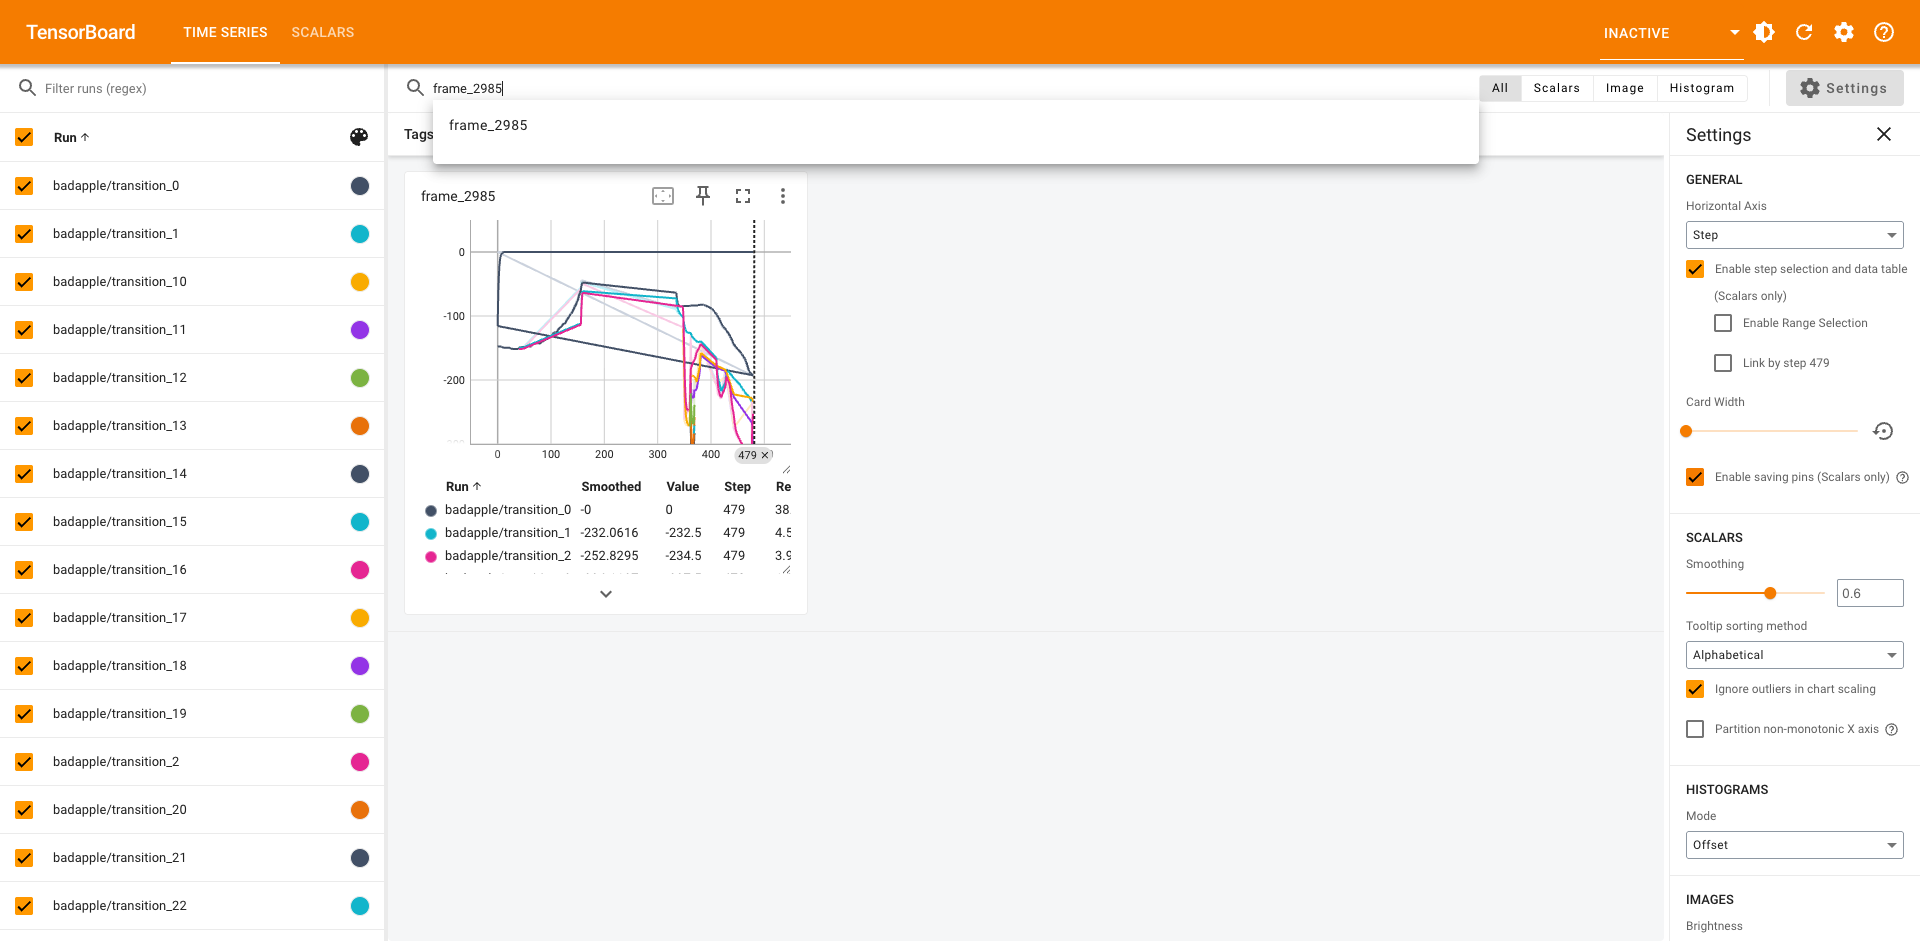 TensorBoard
TIME SERIES
SCALARS
INACTIVE
Filter runs (regex)
frame_2985
All
Scalars
Image
Histogram
Settings
frame_2985
Run
Tags
badapple/transition_0
badapple/transition_1
badapple/transition_10
badapple/transition_11
badapple/transition_12
badapple/transition_13
badapple/transition_14
badapple/transition_15
badapple/transition_16
badapple/transition_17
badapple/transition_18
badapple/transition_19
badapple/transition_2
badapple/transition_20
badapple/transition_21
badapple/transition_22
frame_2985
0
-100
-200
0 100 200 300 400 479
Run Smoothed Value Step Re
badapple/transition_0 -0 0 479 38.
badapple/transition_1 -232.0616 -232.5 479 4.5
badapple/transition_2 -252.8295 -234.5 479 3.9
Settings
GENERAL
Horizontal Axis
Step
Enable step selection and data table
(Scalars only)
Enable Range Selection
Link by step 479
Card Width
Enable saving pins (Scalars only)
SCALARS
Smoothing
0.6
Tooltip sorting method
Alphabetical
Ignore outliers in chart scaling
Partition non-monotonic X axis
HISTOGRAMS
Mode
Offset
IMAGES
Brightness